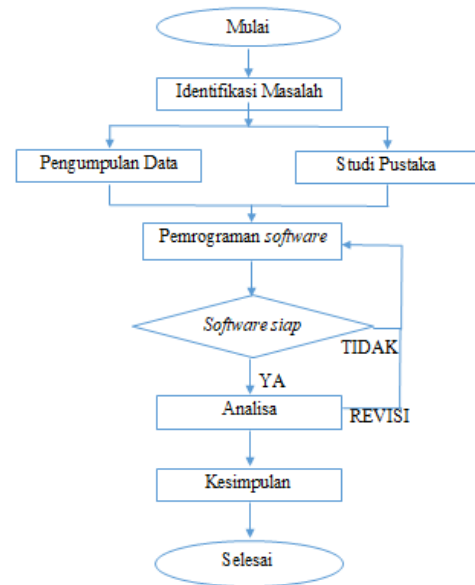 Mulai
Identifikasi Masalah
Pengumpulan Data
Studi Pustaka
Pemrograman software
Software siap
TIDAK
YA
Analisa
REVISI
Kesimpulan
Selesai